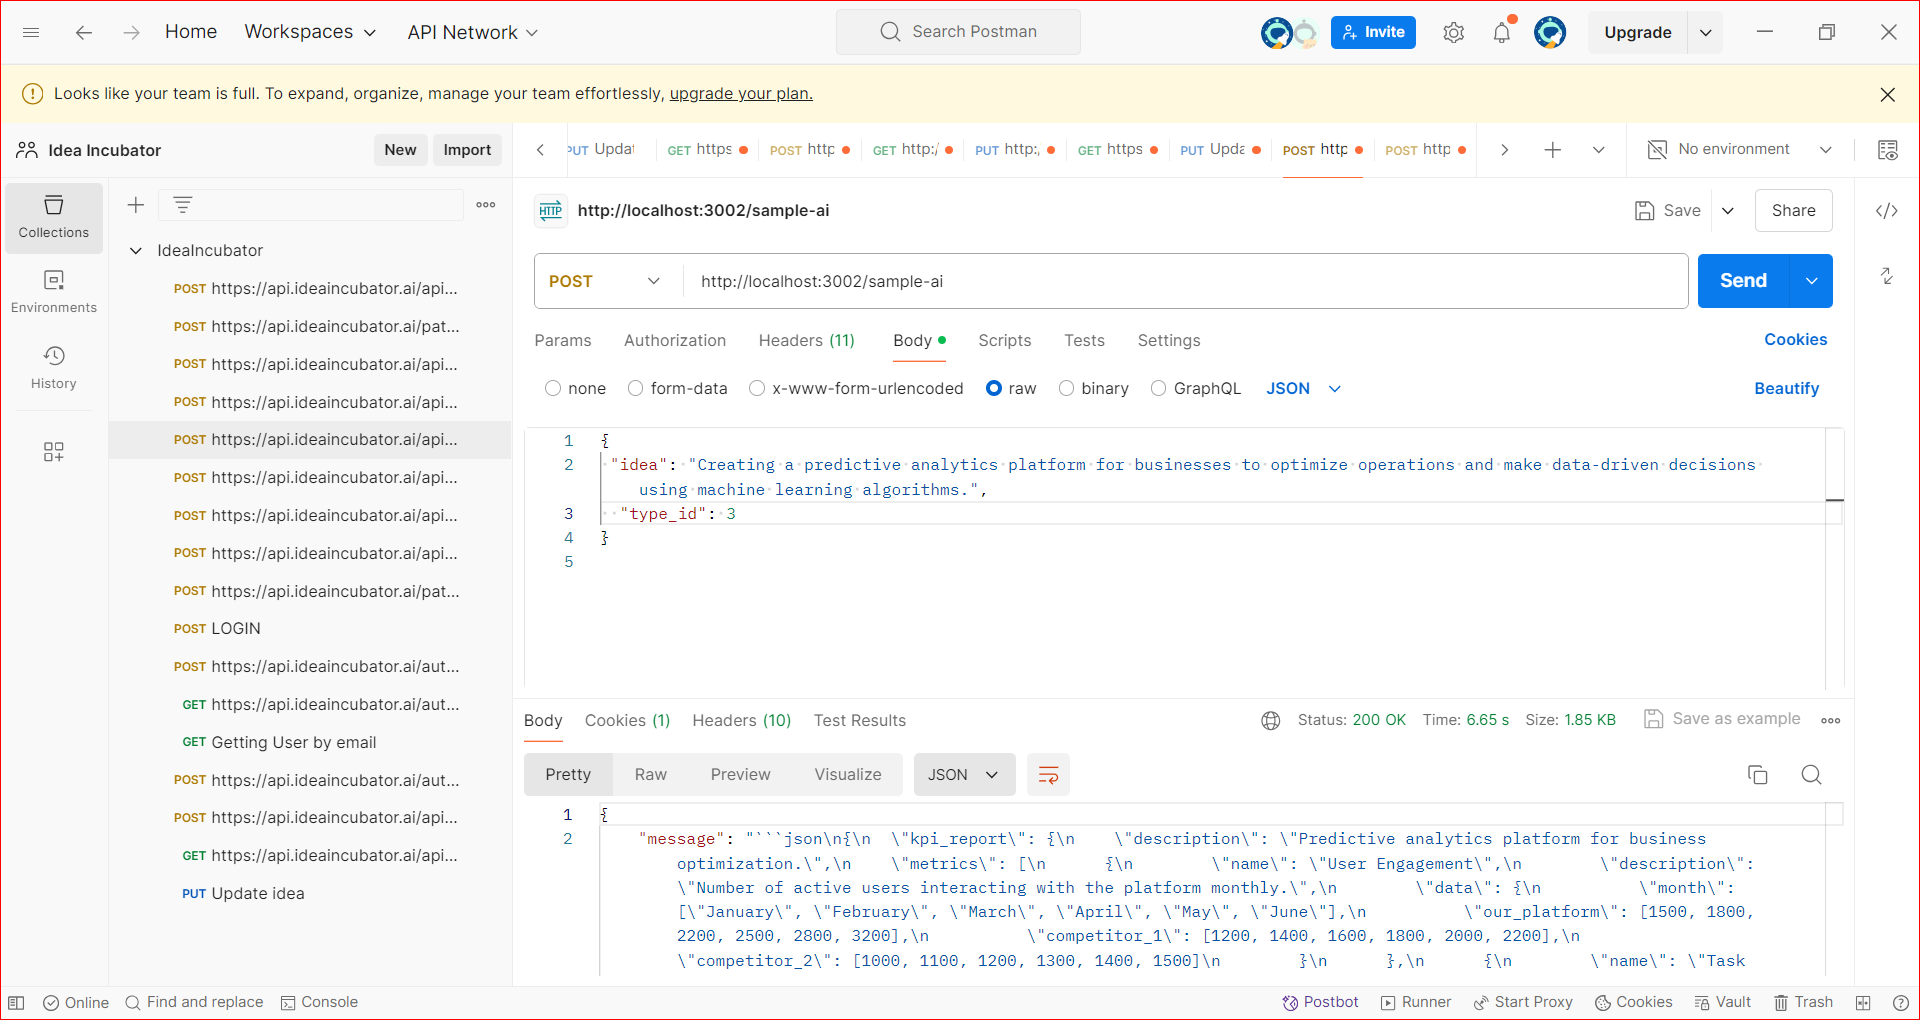 Home Workspaces API Network Search Postman Invite Upgrade
Looks like your team is full. To expand, organize, manage your team effortlessly, upgrade your plan.
Idea Incubator New Import
PUT Updat GET https POST http GET http:/ PUT http:/ GET https PUT Upda POST http POST http No environment
Collections
Environments
History
IdeaIncubator
POST https://api.ideaincubator.ai/api...
POST https://api.ideaincubator.ai/pat...
POST https://api.ideaincubator.ai/api...
POST https://api.ideaincubator.ai/api...
POST https://api.ideaincubator.ai/api...
POST https://api.ideaincubator.ai/api...
POST https://api.ideaincubator.ai/api...
POST https://api.ideaincubator.ai/api...
POST https://api.ideaincubator.ai/pat...
POST LOGIN
POST https://api.ideaincubator.ai/aut...
GET https://api.ideaincubator.ai/aut...
GET Getting User by email
POST https://api.ideaincubator.ai/aut...
POST https://api.ideaincubator.ai/api...
GET https://api.ideaincubator.ai/api...
PUT Update idea
HTTP http://localhost:3002/sample-ai Save Share
POST http://localhost:3002/sample-ai Send
Params Authorization Headers (11) Body Scripts Tests Settings Cookies
none form-data x-www-form-urlencoded raw binary GraphQL JSON Beautify
1 {
2 "idea": "Creating a predictive analytics platform for businesses to optimize operations and make data-driven decisions
using machine learning algorithms.",
3 "type_id": 3
4 }
5
Body Cookies (1) Headers (10) Test Results Status: 200 OK Time: 6.65 s Size: 1.85 KB Save as example
Pretty Raw Preview Visualize JSON
1 {
2 "message": "```json\n{\n  \"kpi_report\": {\n    \"description\": \"Predictive analytics platform for business
optimization.\",\n    \"metrics\": [\n      {\n        \"name\": \"User Engagement\",\n        \"description\":
\"Number of active users interacting with the platform monthly.\",\n        \"data\": {\n          \"month\":
[\"January\", \"February\", \"March\", \"April\", \"May\", \"June\"],\n          \"our_platform\": [1500, 1800,
2200, 2500, 2800, 3200],\n          \"competitor_1\": [1200, 1400, 1600, 1800, 2000, 2200],\n
\"competitor_2\": [1000, 1100, 1200, 1300, 1400, 1500]\n        }\n      },\n      {\n        \"name\": \"Task
Online Find and replace Console Postbot Runner Start Proxy Cookies Vault Trash